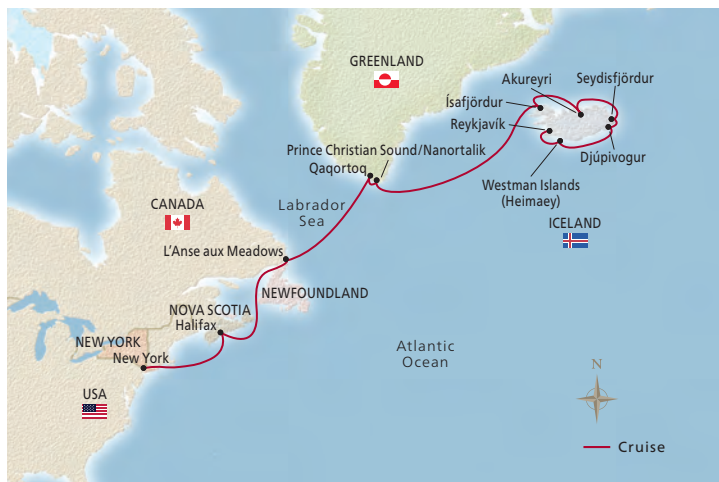 GREENLAND
Akureyri
Seydisfjördur
Ísafjördur
Reykjavík
Prince Christian Sound/Nanortalik
Qaqortoq
Djúpivogur
Westman Islands
(Heimaey)
CANADA
Labrador
Sea
ICELAND
L'Anse aux Meadows
NEWFOUNDLAND
NOVA SCOTIA
Halifax
NEW YORK
New York
Atlantic
Ocean
N
USA
Cruise